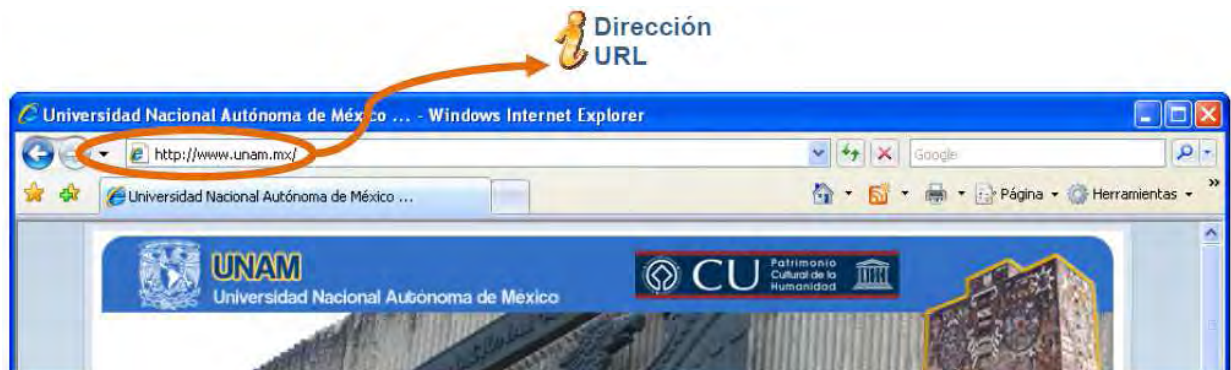 Dirección
URL
Universidad Nacional Autónoma de México ... - Windows Internet Explorer
http://www.unam.mx/
Google
Universidad Nacional Autónoma de México ...
Página
Herramientas
»
UNAM
Universidad Nacional Autónoma de México
CU
Patrimonio
Cultural de la
Humanidad